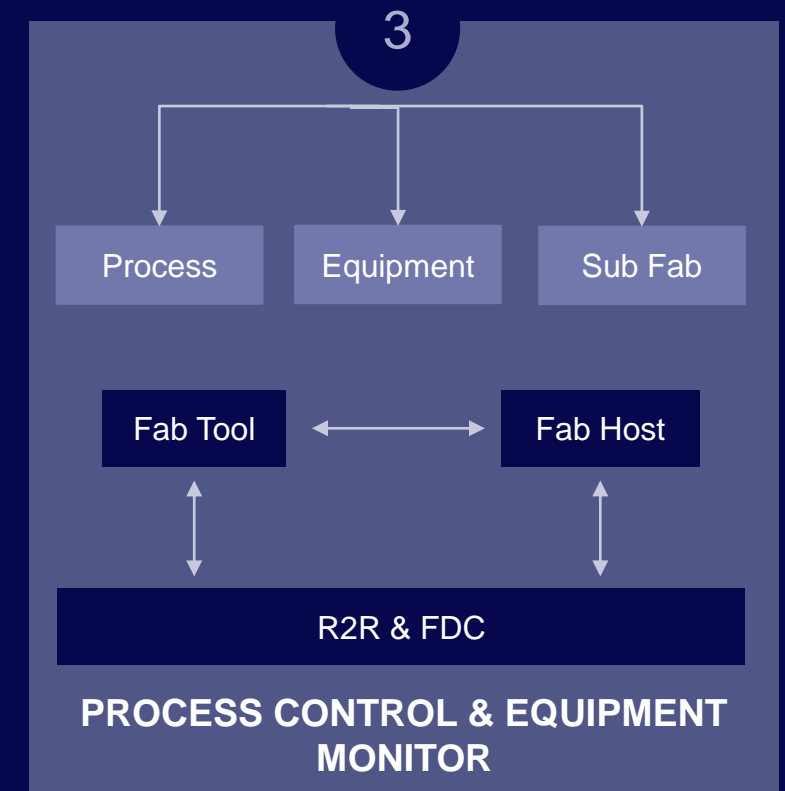 3
Process
Equipment
Sub Fab
Fab Tool
Fab Host
R2R & FDC
PROCESS CONTROL & EQUIPMENT
MONITOR